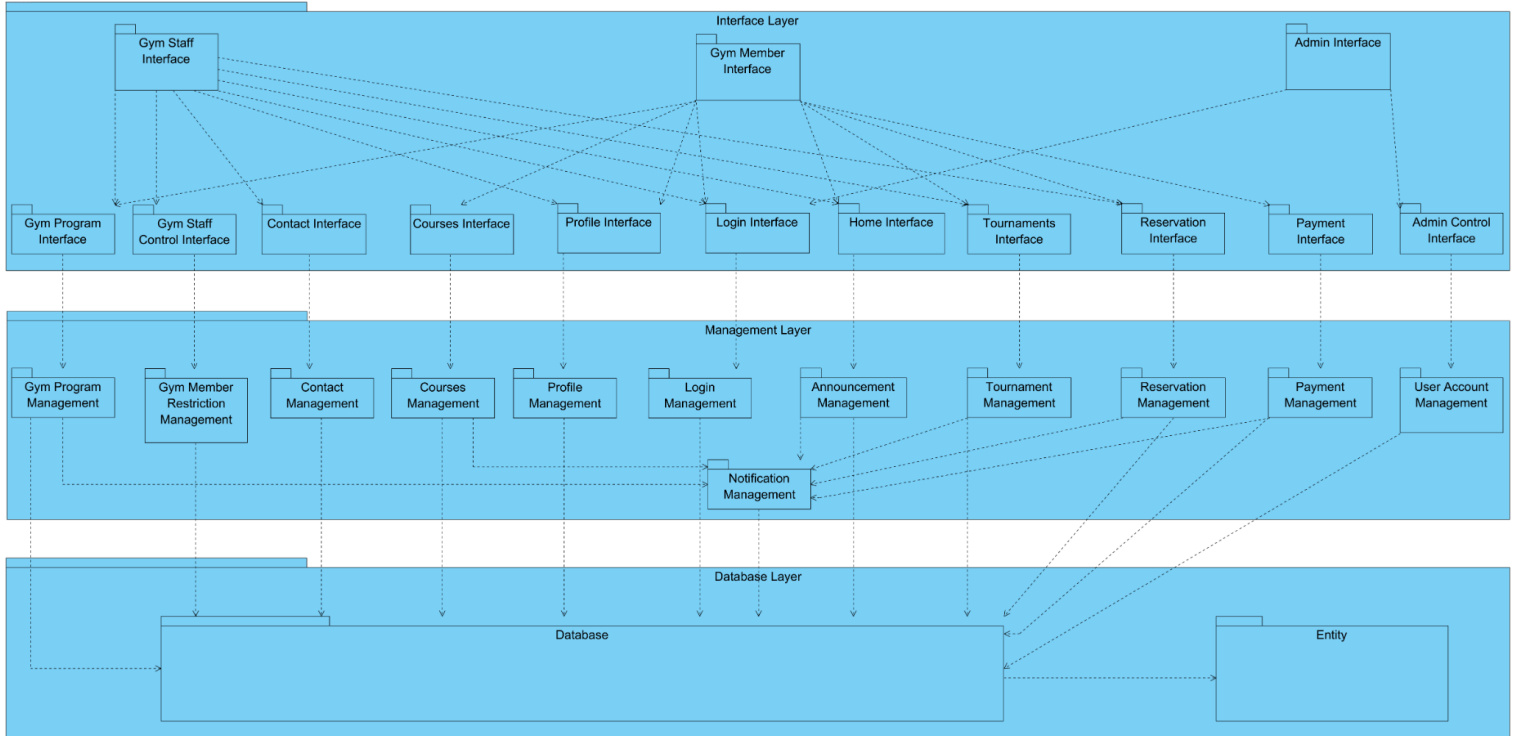 Interface Layer
Gym Staff
Interface
Gym Member
Interface
Admin Interface
Gym Program
Interface
Gym Staff
Control Interface
Contact Interface
Courses Interface
Profile Interface
Login Interface
Home Interface
Tournaments
Interface
Reservation
Interface
Payment
Interface
Admin Control
Interface
Management Layer
Gym Program
Management
Gym Member
Restriction
Management
Contact
Management
Courses
Management
Profile
Management
Login
Management
Announcement
Management
Tournament
Management
Reservation
Management
Payment
Management
User Account
Management
Notification
Management
Database Layer
Database
Entity